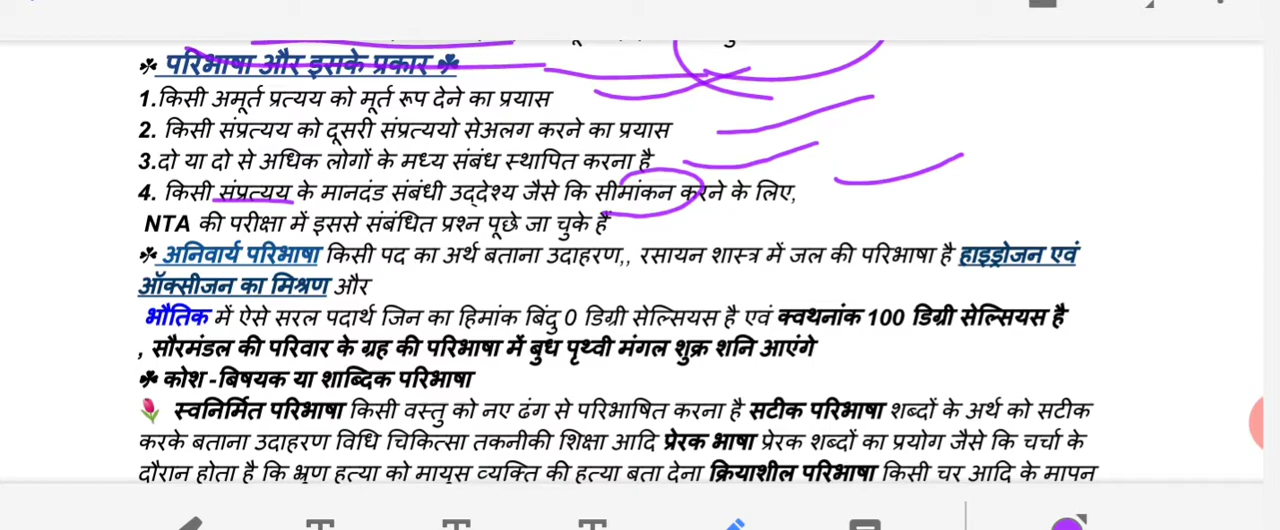 ☘ परिभाषा और इसके प्रकार ☘
1.किसी अमूर्त प्रत्यय को मूर्त रूप देने का प्रयास
2. किसी संप्रत्यय को दूसरी संप्रत्ययो सेअलग करने का प्रयास
3.दो या दो से अधिक लोगों के मध्य संबंध स्थापित करना है
4. किसी संप्रत्यय के मानदंड संबंधी उद्देश्य जैसे कि सीमांकन करने के लिए,
NTA की परीक्षा में इससे संबंधित प्रश्न पूछे जा चुके हैं
☘ अनिवार्य परिभाषा किसी पद का अर्थ बताना उदाहरण,, रसायन शास्त्र में जल की परिभाषा है हाइड्रोजन एवं
ऑक्सीजन का मिश्रण और
भौतिक में ऐसे सरल पदार्थ जिन का हिमांक बिंदु 0 डिग्री सेल्सियस है एवं क्वथनांक 100 डिग्री सेल्सियस है
, सौरमंडल की परिवार के ग्रह की परिभाषा में बुध पृथ्वी मंगल शुक्र शनि आएंगे
☘ कोश -बिषयक या शाब्दिक परिभाषा
🌷 स्वनिर्मित परिभाषा किसी वस्तु को नए ढंग से परिभाषित करना है सटीक परिभाषा शब्दों के अर्थ को सटीक
करके बताना उदाहरण विधि चिकित्सा तकनीकी शिक्षा आदि प्रेरक भाषा प्रेरक शब्दों का प्रयोग जैसे कि चर्चा के
दौरान होता है कि भ्रूण हत्या को मायूस व्यक्ति की हत्या बता देना क्रियाशील परिभाषा किसी चर आदि के मापन